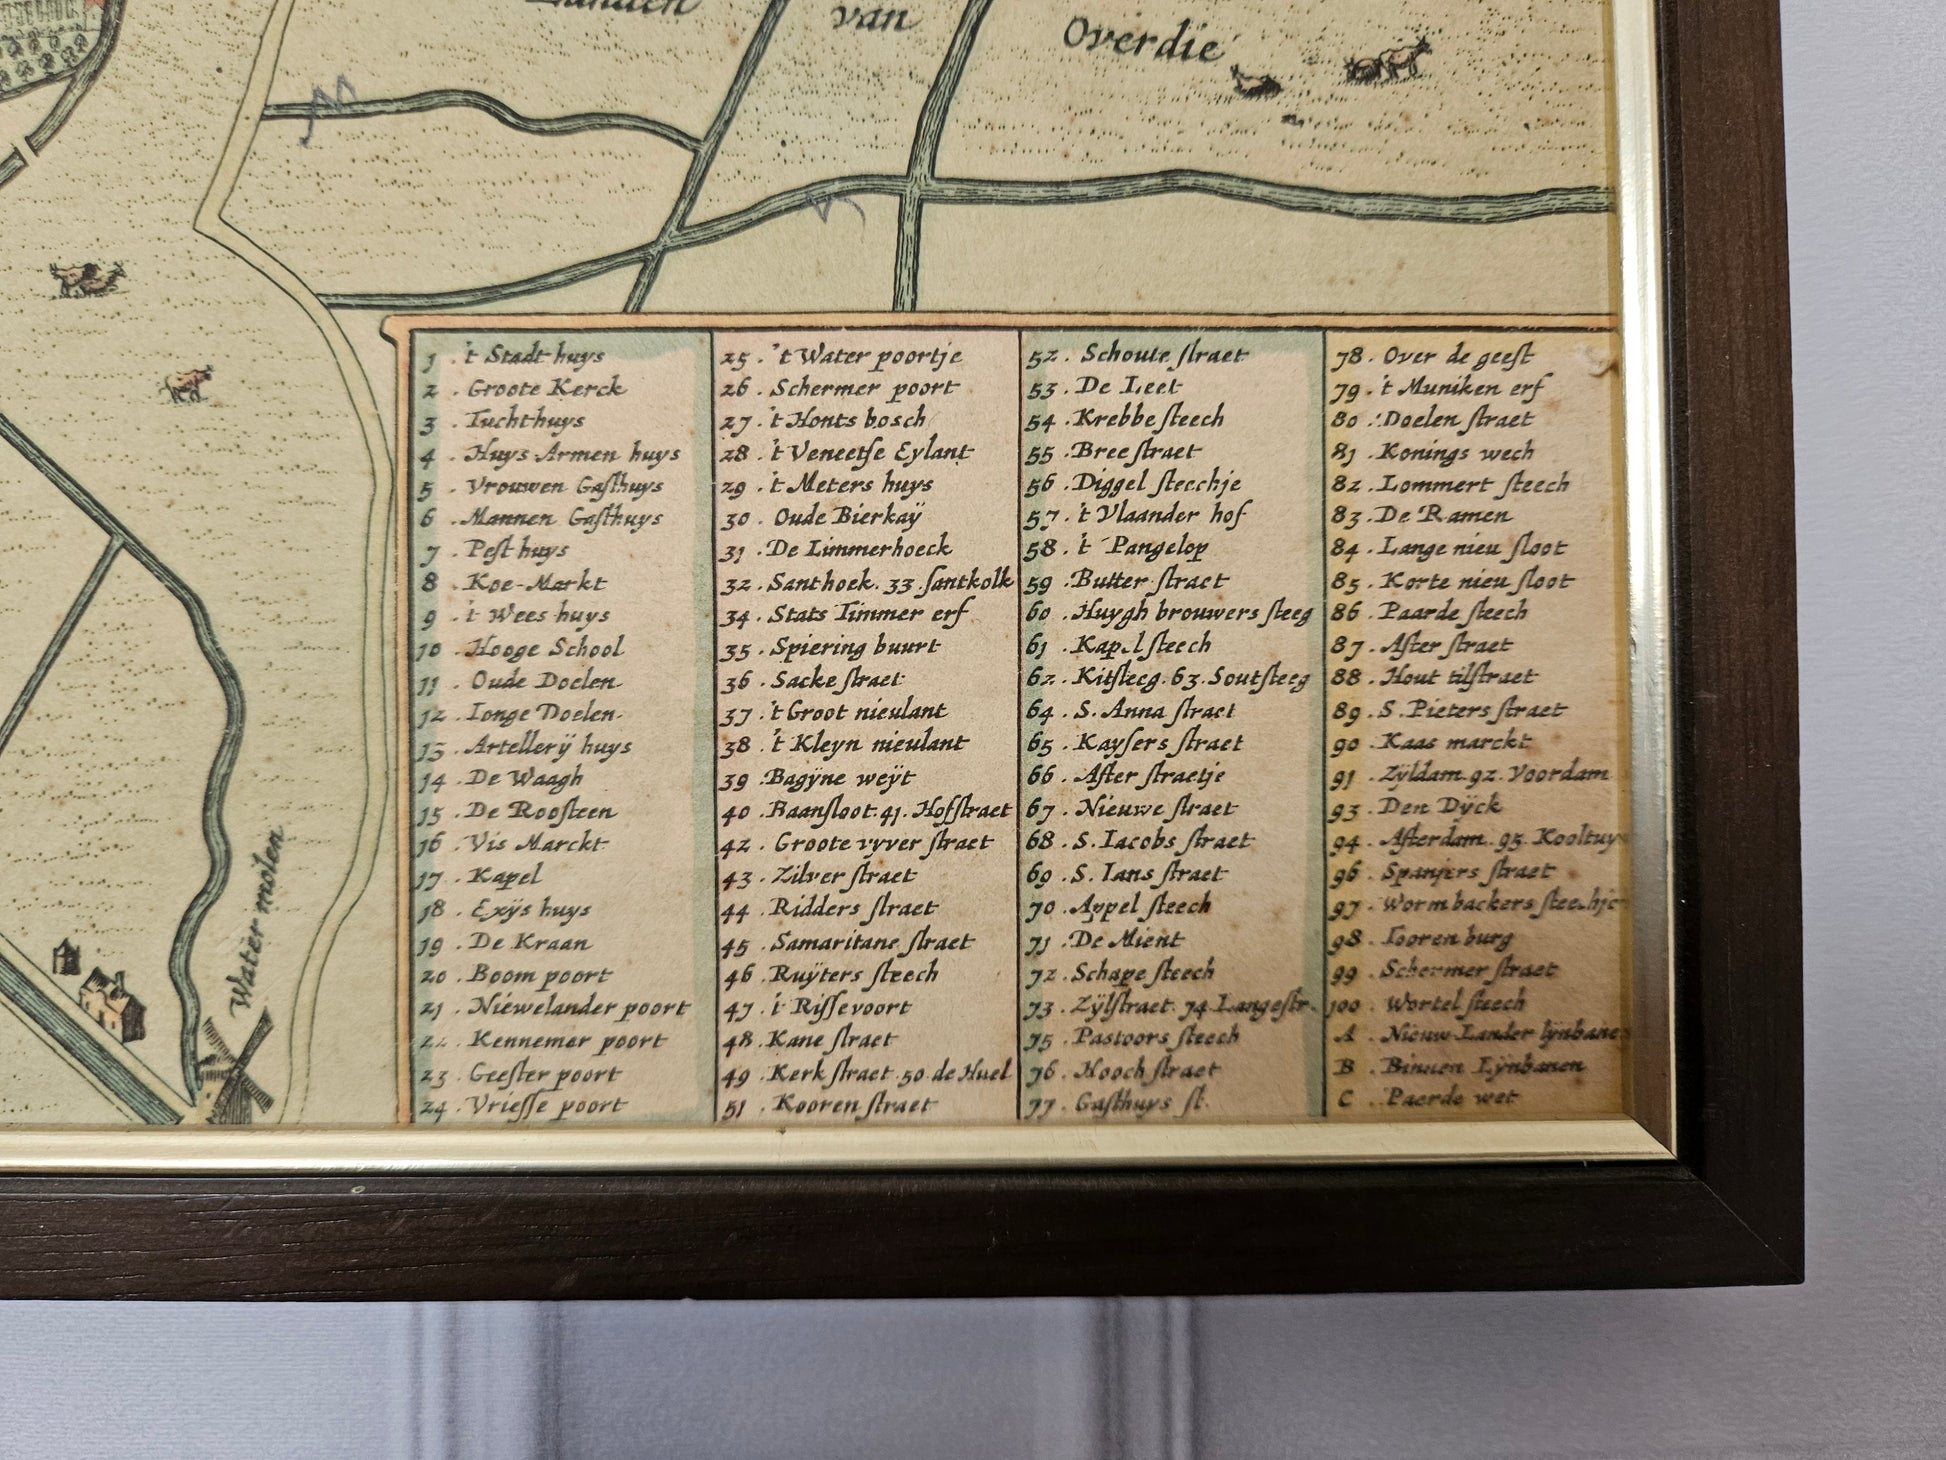 Landen
van
Overdie
Water molen
1 . 't Stadt huys
2 . Groote Kerck
3 . Tuchthuys
4 . Huys Armen huys
5 . Vrouwen Gaſthuys
6 . Mannen Gaſthuys
7 . Peſt huys
8 . Koe-Markt
9 . 't Wees huys
10 . Hooge School
11 . Oude Doelen
12 . Ionge Doelen
13 . Artellerÿ huys
14 . De Waagh
15 . De Rooſteen
16 . Vis Marckt
17 . Kapel
18 . Exÿs huys
19 . De Kraan
20 . Boom poort
21 . Niewelander poort
22 . Kennemer poort
23 . Geeſter poort
24 . Vrieſſe poort
25 . 't Water poortje
26 . Schermer poort
27 . 't Honts bosch
28 . 't Veneetſe Eylant
29 . 't Meters huys
30 . Oude Bierkaÿ
31 . De Limmerhoeck
32 . Santhoek . 33 . ſantkolk
34 . Stats Timmer erf
35 . Spiering buurt
36 . Sacke ſtraet
37 . 't Groot nieulant
38 . 't Kleyn nieulant
39 . Bagÿne weÿt
40 . Baanſloot . 41 . Hofſtraet
42 . Groote vyver ſtraet
43 . Zilver ſtraet
44 . Ridders ſtraet
45 . Samaritane ſtraet
46 . Ruÿters ſteech
47 . 't Riſſevoort
48 . Kane ſtraet
49 . Kerk ſtraet . 50 . de Huel
51 . Kooren ſtraet
52 . Schoute ſtraet
53 . De Leet
54 . Krebbe ſteech
55 . Bree ſtraet
56 . Diggel ſteechje
57 . 't Vlaander hof
58 . 't Pangelop
59 . Butter ſtraet
60 . Huygh brouwers ſteeg
61 . Kapel ſteech
62 . Kitſteeg . 63 . Soutſteeg
64 . S. Anna ſtraet
65 . Kayſers ſtraet
66 . After ſtraetje
67 . Nieuwe ſtraet
68 . S. Iacobs ſtraet
69 . S. Ians ſtraet
70 . Appel ſteech
71 . De Mient
72 . Schape ſteech
73 . Zÿlſtraet . 74 . Langeſtr.
75 . Pastoors ſteech
76 . Hooch ſtraet
77 . Gaſthuys ſt.
78 . Over de geeſt
79 . 't Muniken erf
80 . Doelen ſtraet
81 . Konings wech
82 . Lommert ſteech
83 . De Ramen
84 . Lange nieu ſloot
85 . Korte nieu ſloot
86 . Paarde ſteech
87 . After ſtraet
88 . Hout tilſtraet
89 . S. Pieters ſtraet
90 . Kaas marckt
91 . Zÿldam . 92 . Voordam
93 . Den Dÿck
94 . Afterdam . 95 . Kooltuy
96 . Spanjers ſtraet
97 . Wormbackers ſteechje
98 . Tooren burg
99 . Schermer ſtraet
100 . Wortel ſteech
A . Nieuw Lander lÿnbane
B . Binnen Lÿnbanen
C . Paerde wet